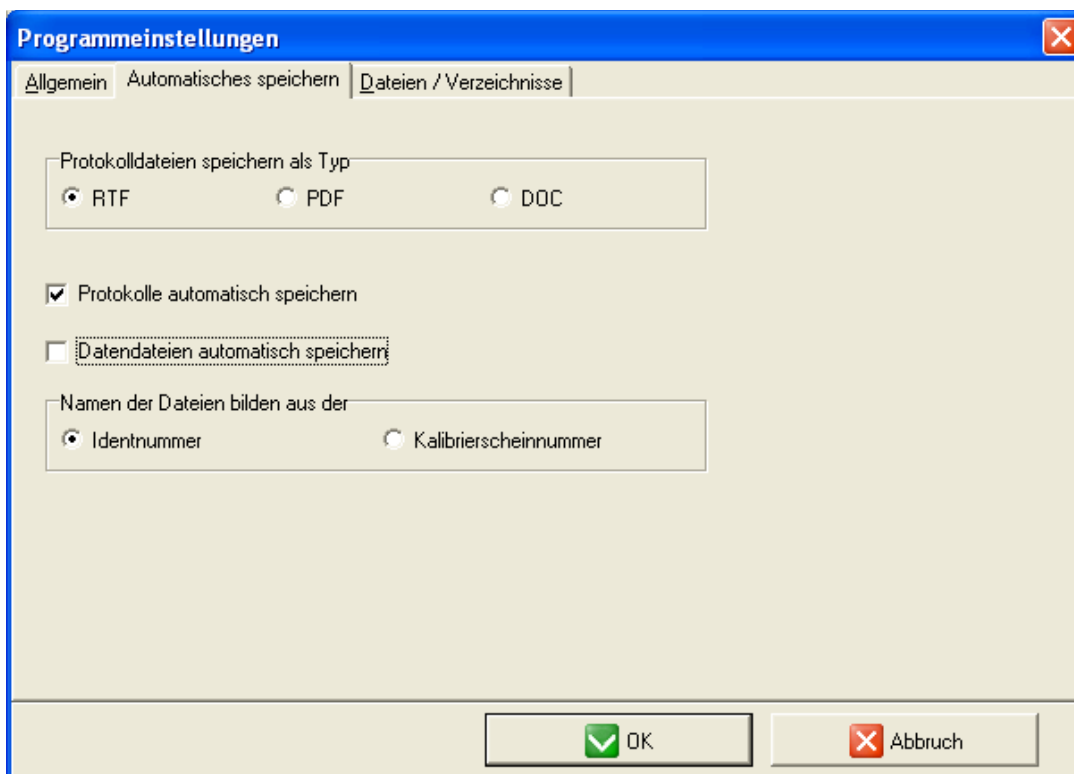 Programmeinstellungen
Allgemein Automatisches speichern Dateien / Verzeichnisse
Protokolldateien speichern als Typ
RTF PDF DOC
Protokolle automatisch speichern
Datendateien automatisch speichern
Namen der Dateien bilden aus der
Identnummer Kalibrierscheinnummer
OK Abbruch